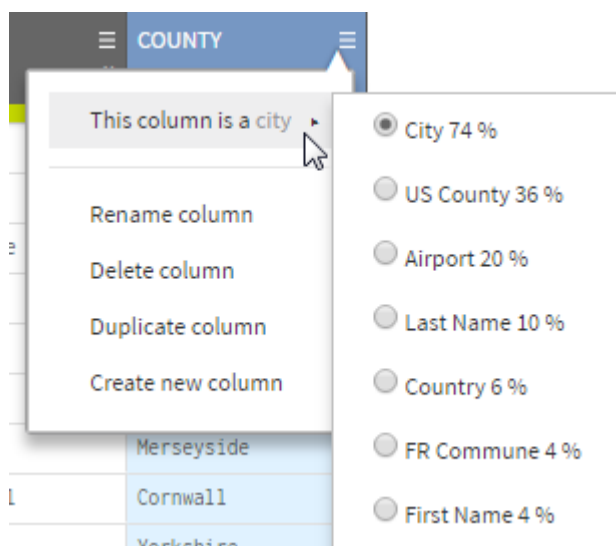 COUNTY
This column is a city
Rename column
Delete column
Duplicate column
Create new column
City 74 %
US County 36 %
Airport 20 %
Last Name 10 %
Country 6 %
FR Commune 4 %
First Name 4 %
Merseyside
Cornwall
Yorkshire